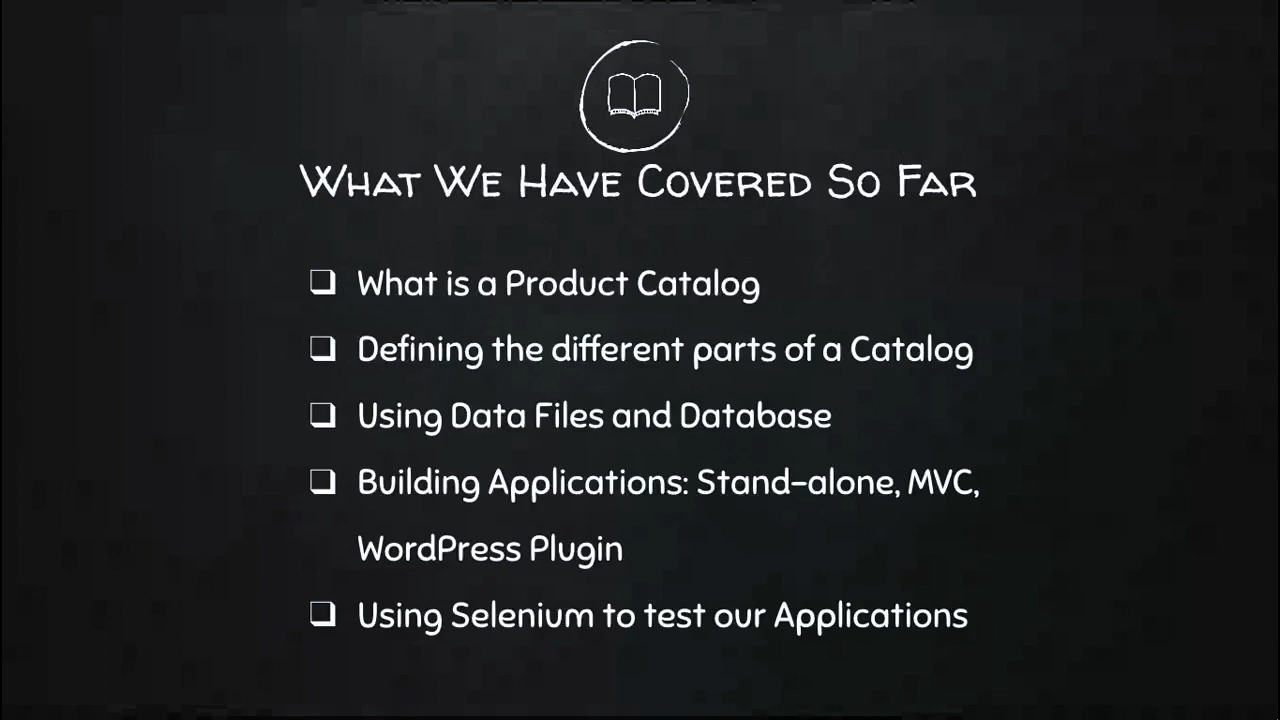 What We Have Covered So Far
❑ What is a Product Catalog
❑ Defining the different parts of a Catalog
❑ Using Data Files and Database
❑ Building Applications: Stand-alone, MVC,
WordPress Plugin
❑ Using Selenium to test our Applications